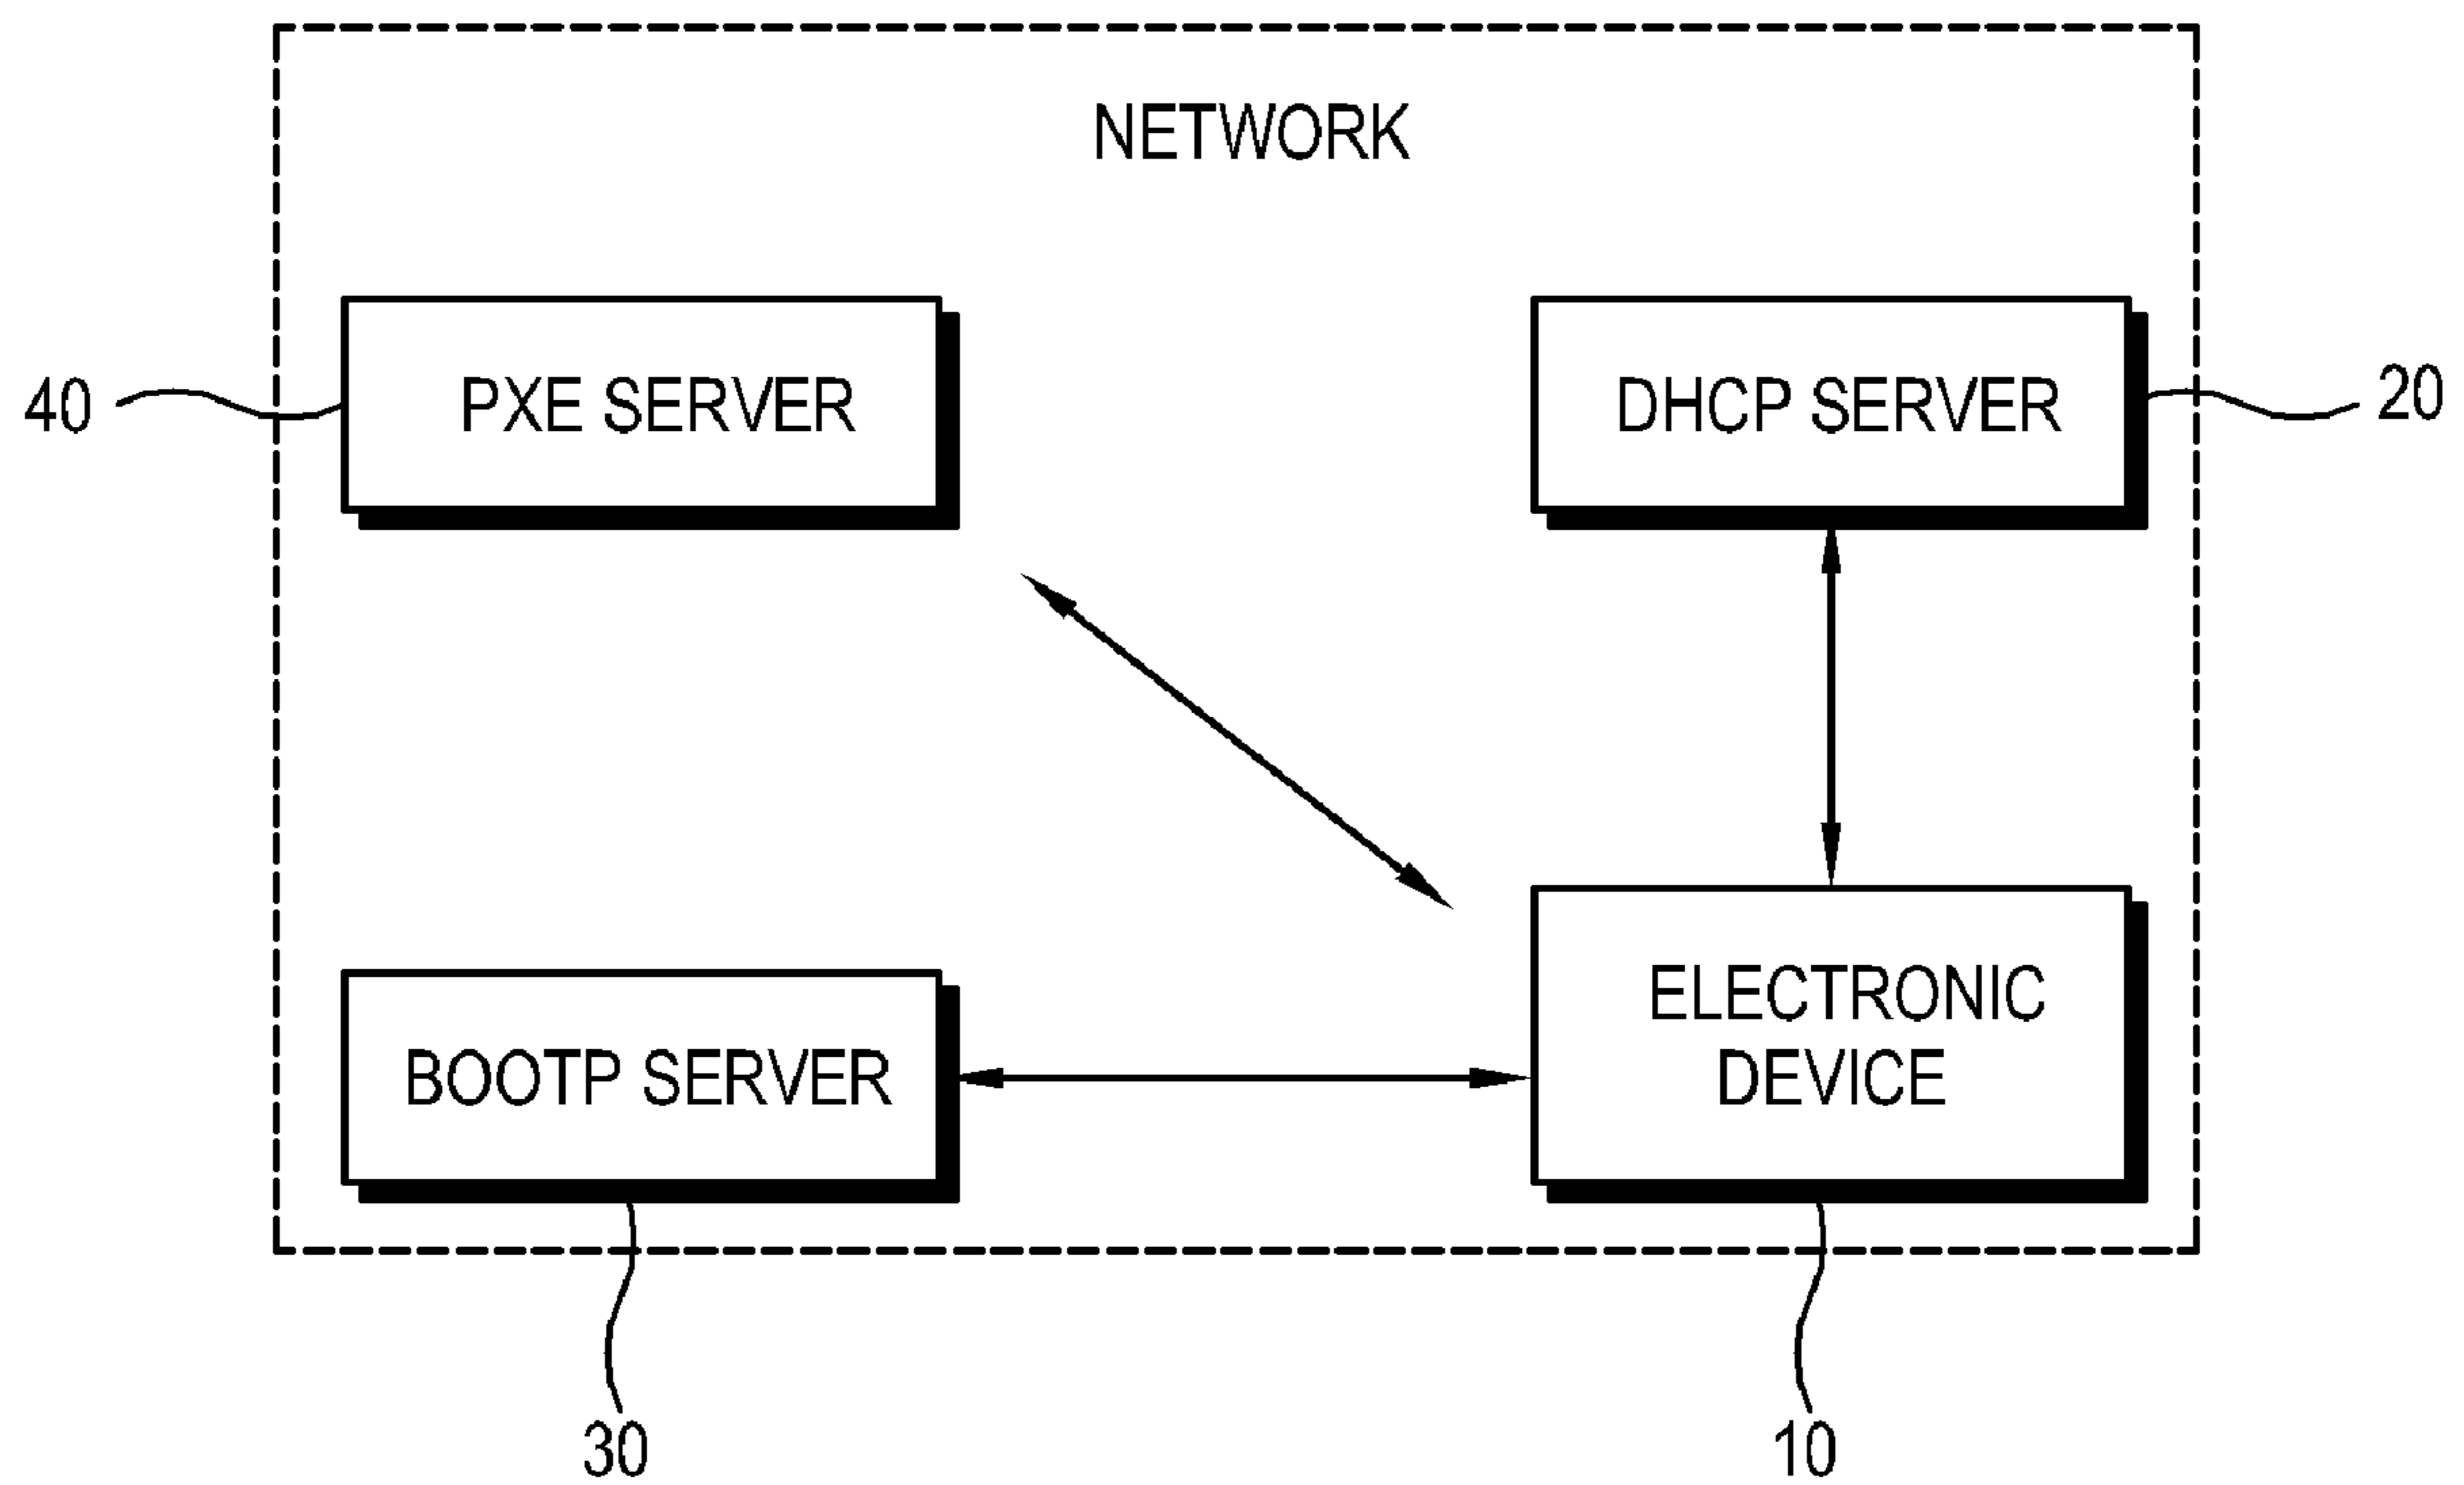 NETWORK
40
PXE SERVER
DHCP SERVER
20
BOOTP SERVER
ELECTRONIC
DEVICE
30
10